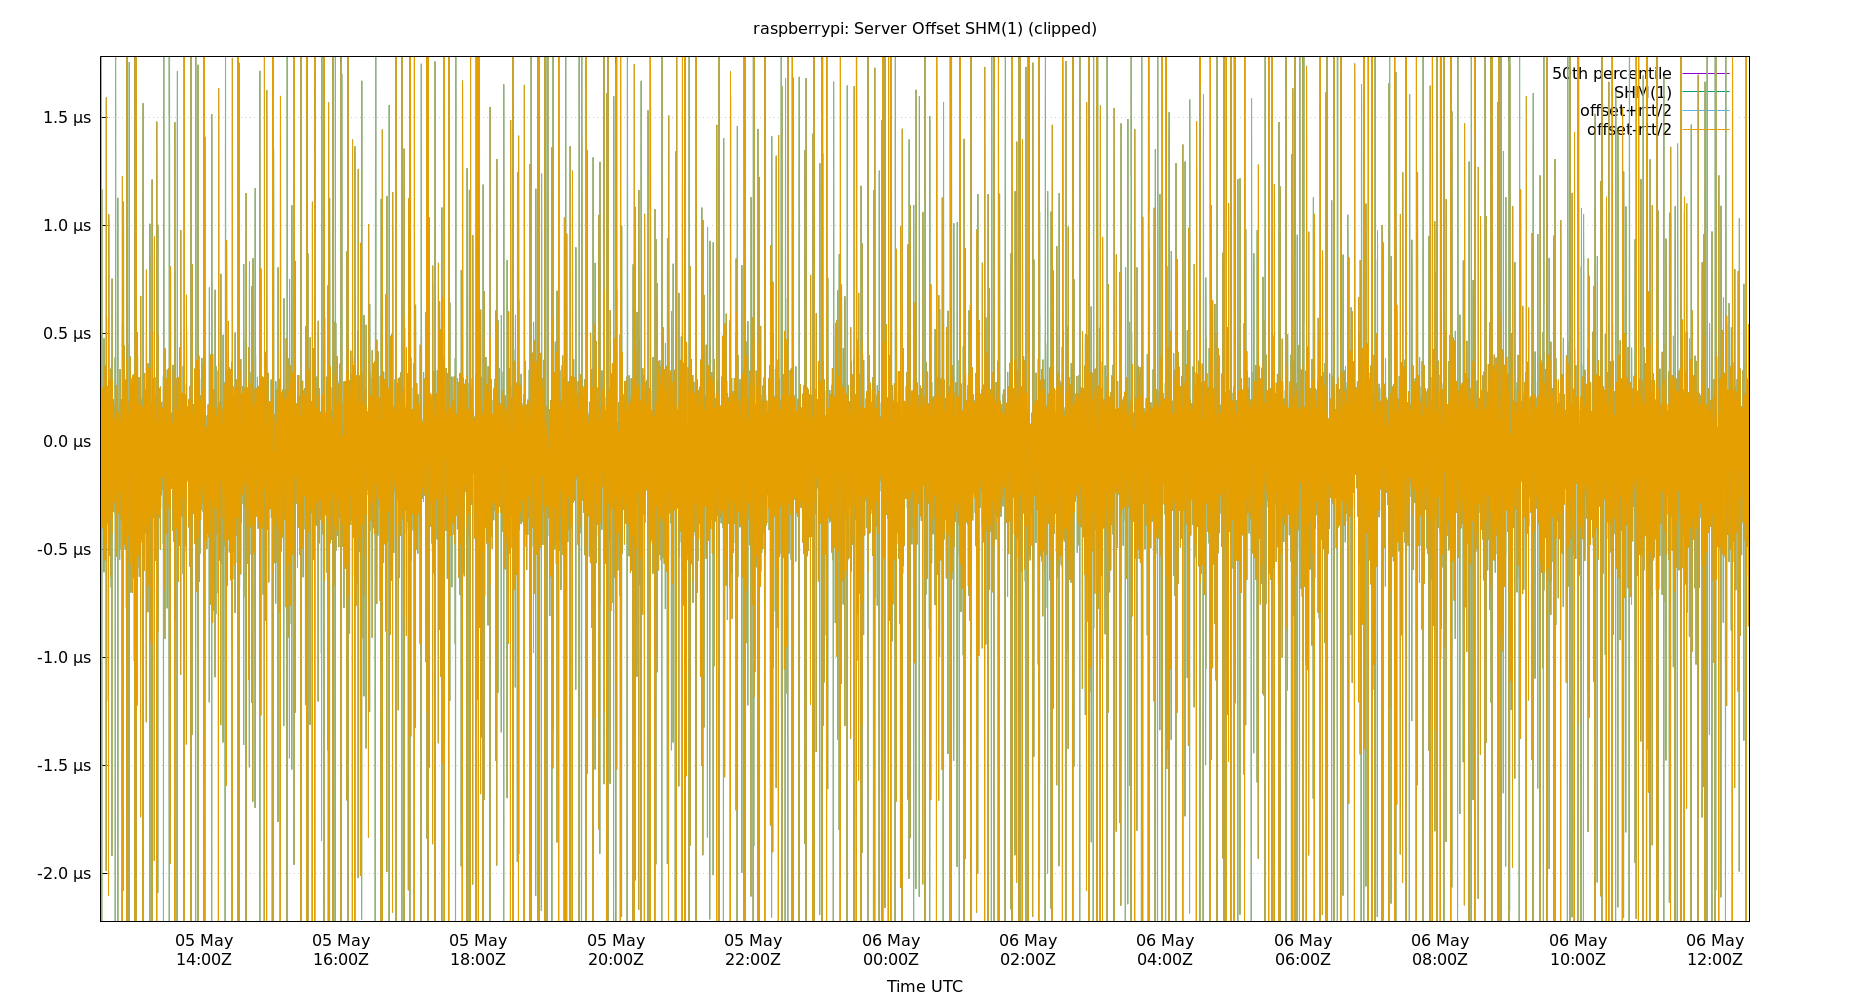 raspberrypi: Server Offset SHM(1) (clipped)
50th percentile
SHM(1)
offset+rtt/2
offset-rtt/2
1.5 µs
1.0 µs
0.5 µs
0.0 µs
-0.5 µs
-1.0 µs
-1.5 µs
-2.0 µs
05 May 05 May 05 May 05 May 05 May 06 May 06 May 06 May 06 May 06 May 06 May 06 May
14:00Z 16:00Z 18:00Z 20:00Z 22:00Z 00:00Z 02:00Z 04:00Z 06:00Z 08:00Z 10:00Z 12:00Z
Time UTC